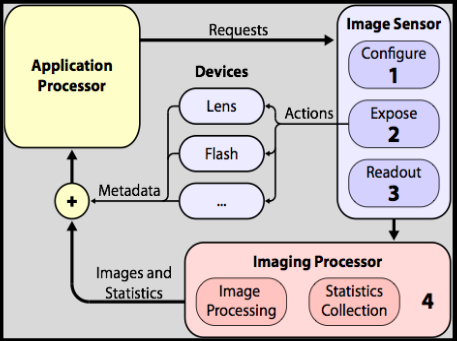 Application
Processor
Requests
Image Sensor
Configure
1
Expose
2
Readout
3
Devices
Lens
Flash
...
Actions
Metadata
+
Images and
Statistics
Imaging Processor
Image
Processing
Statistics
Collection
4